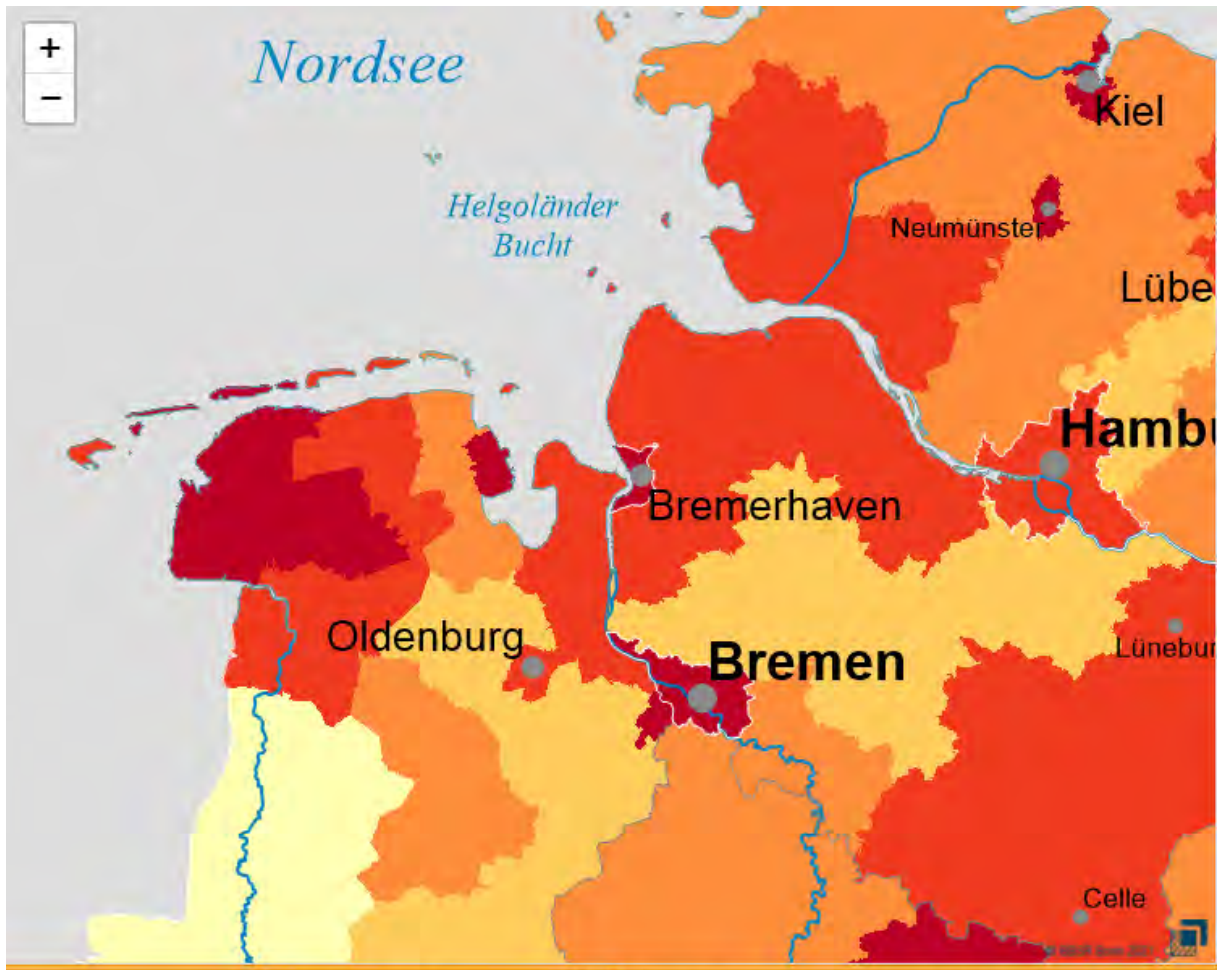 +
−
Nordsee
Kiel
Helgoländer
Bucht
Neumünster
Lübe
Hambu
Bremerhaven
Oldenburg
Bremen
Lünebur
Celle